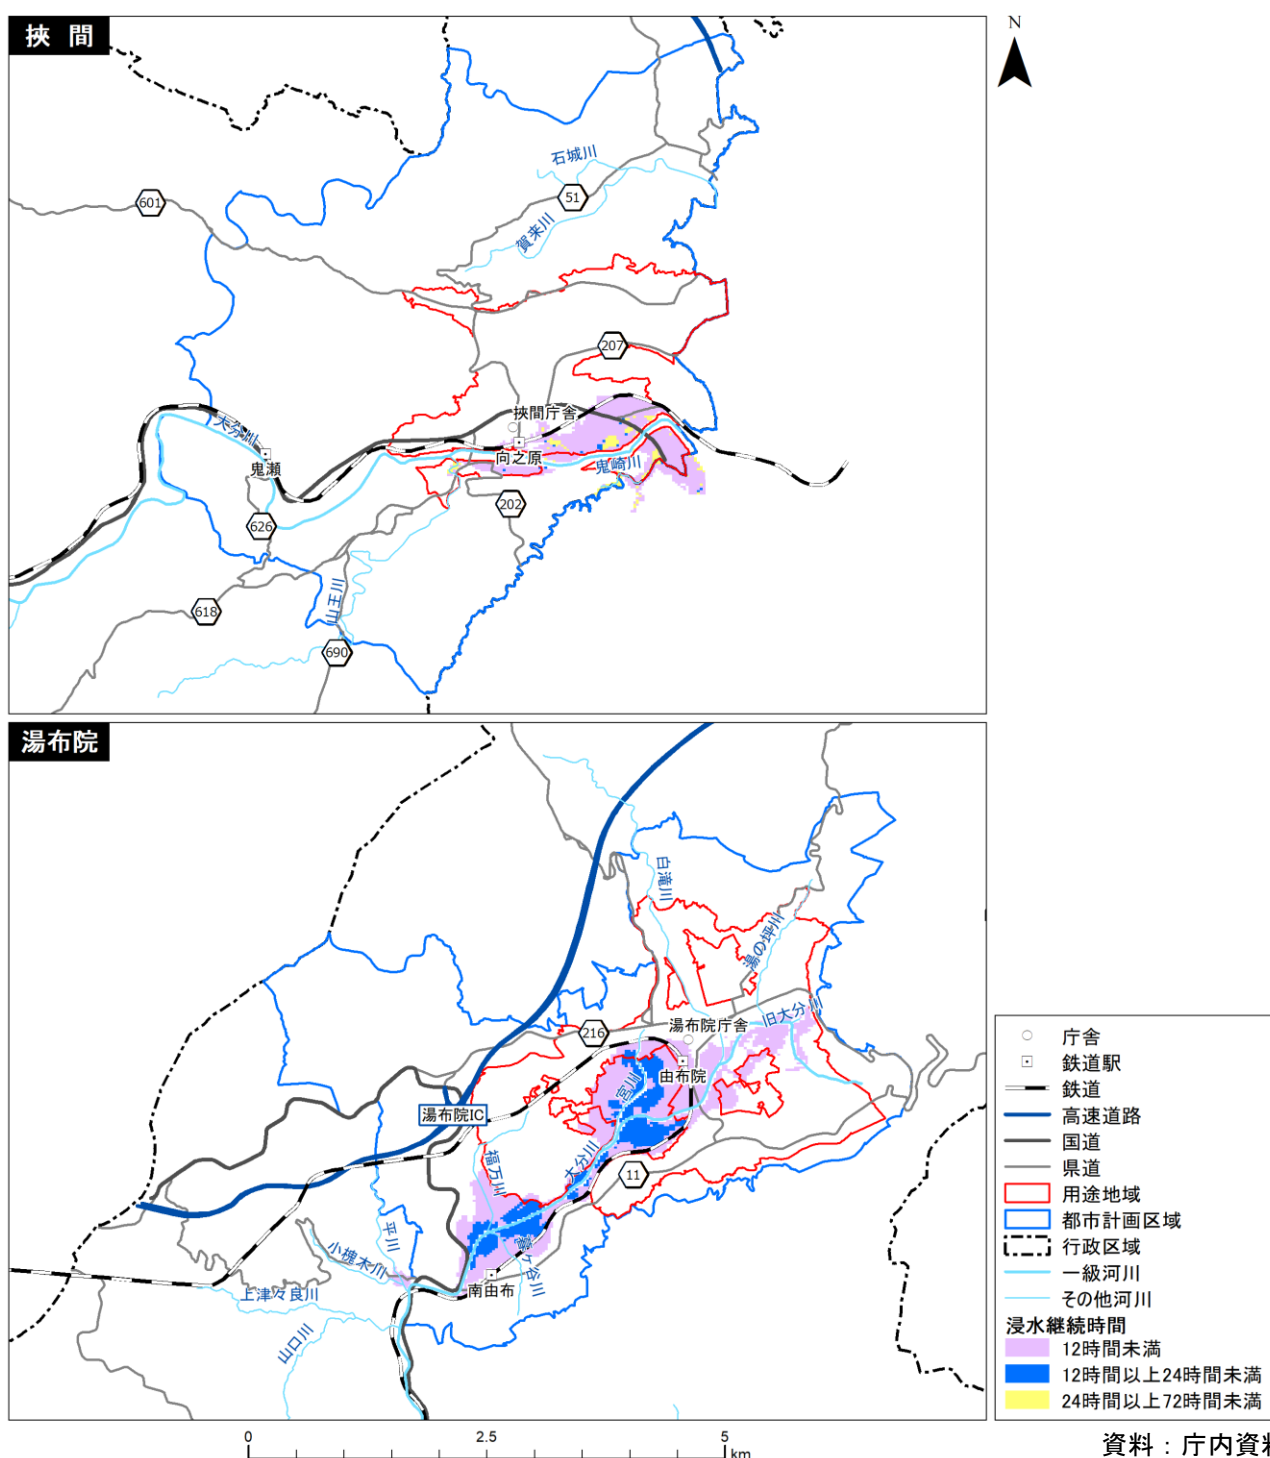 挾 間
N
石城川
601
51
賀来川
207
挾間庁舎
大分川
鬼瀬
向之原
鬼崎川
202
626
618
山王川
690
湯布院
白滝川
湯の坪川
旧大分川
216
湯布院庁舎
由布院
宮川
湯布院IC
大分川
福万川
11
平川
小槐木川
宮ヶ谷川
南由布
上津々良川
山口川
庁舎
鉄道駅
鉄道
高速道路
国道
県道
用途地域
都市計画区域
行政区域
一級河川
その他河川
浸水継続時間
12時間未満
12時間以上24時間未満
24時間以上72時間未満
0 2.5 5
km
資料：庁内資料